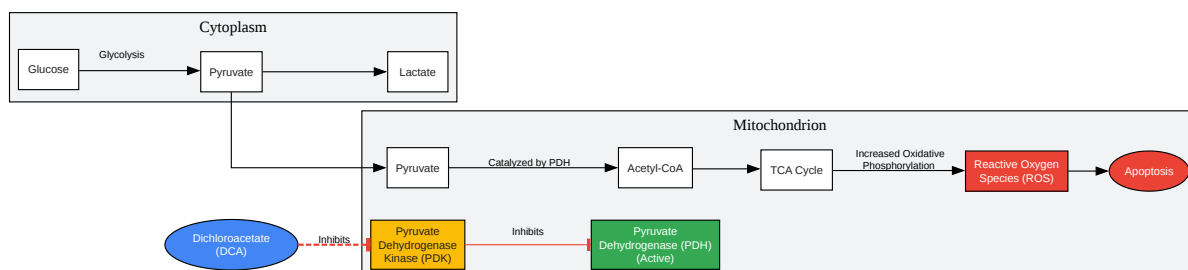 Cytoplasm
Glycolysis
Glucose
Pyruvate
Lactate
Mitochondrion
Pyruvate
Catalyzed by PDH
Acetyl-CoA
TCA Cycle
Increased Oxidative
Phosphorylation
Reactive Oxygen
Species (ROS)
Apoptosis
Dichloroacetate
(DCA)
Inhibits
Pyruvate
Dehydrogenase
Kinase (PDK)
Inhibits
Pyruvate
Dehydrogenase (PDH)
(Active)